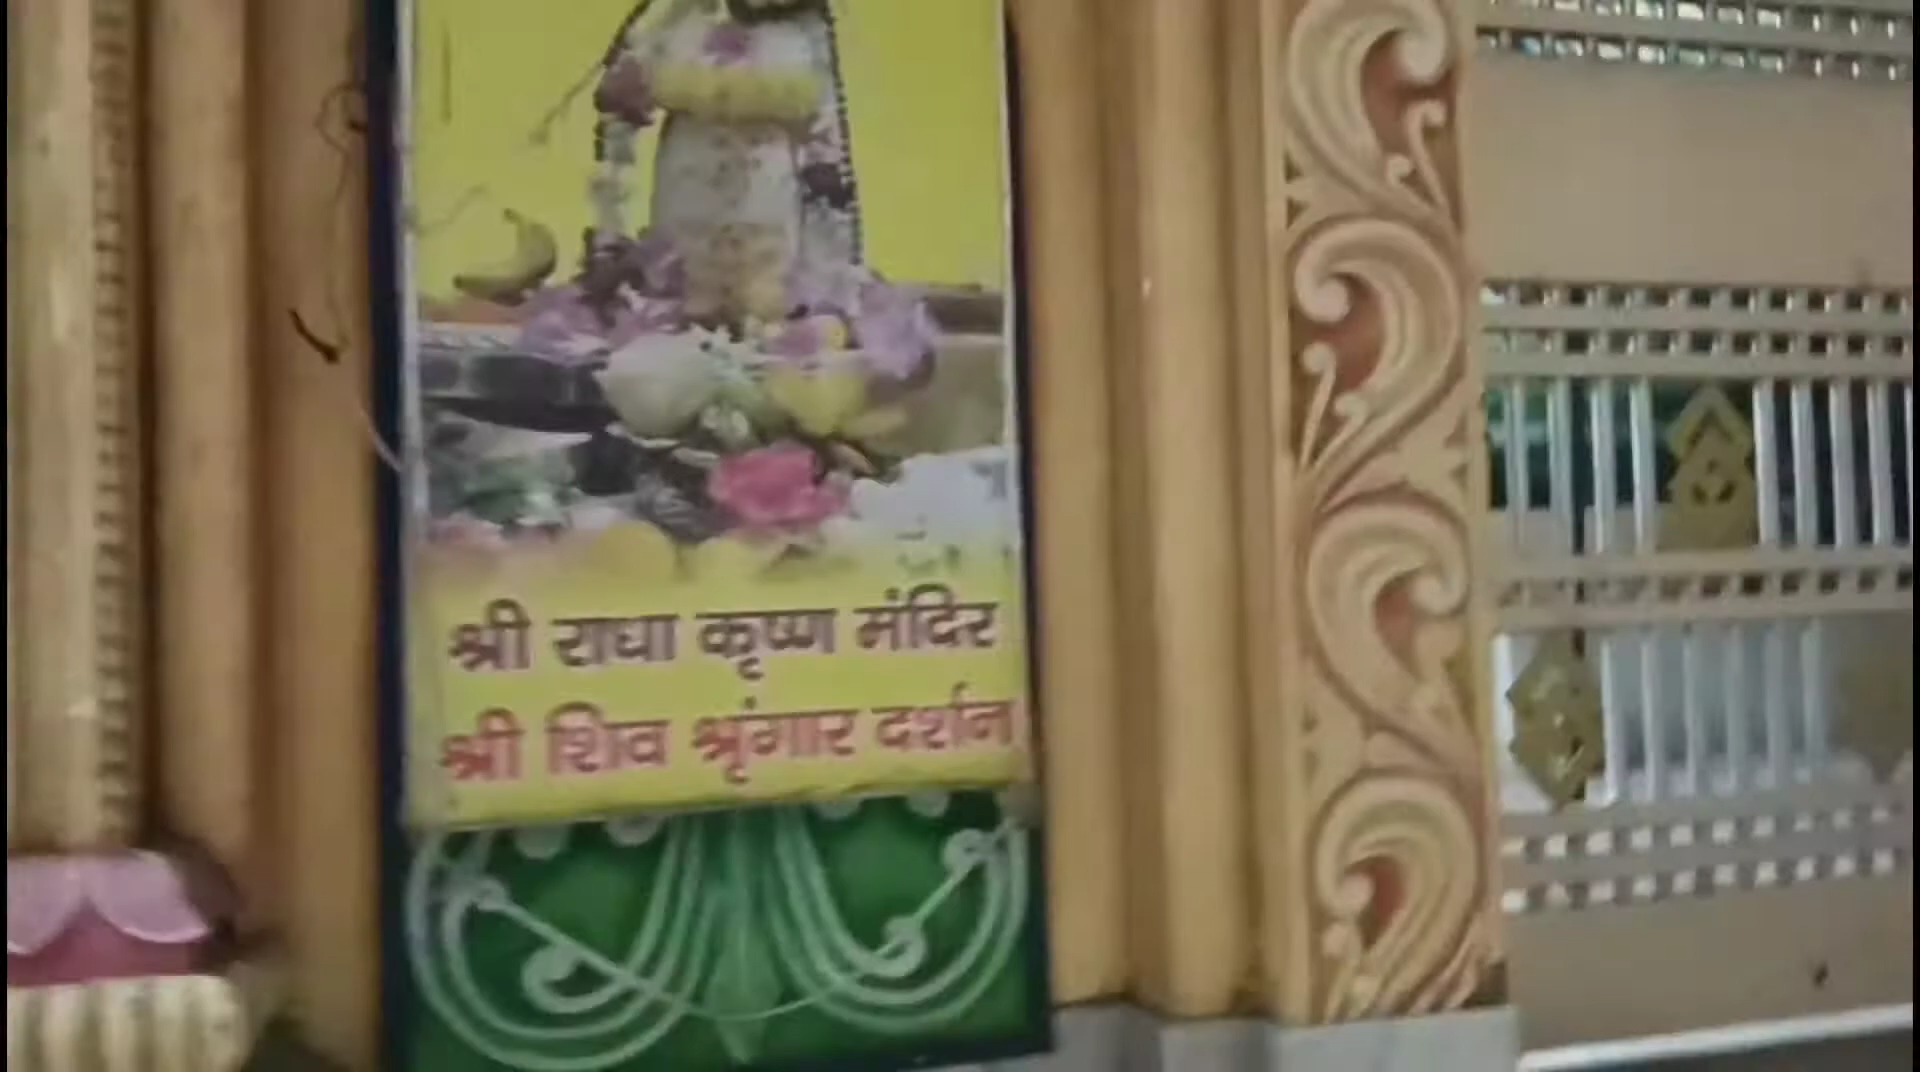 श्री राधा कृष्ण मंदिर
श्री शिव श्रृंगार दर्शन